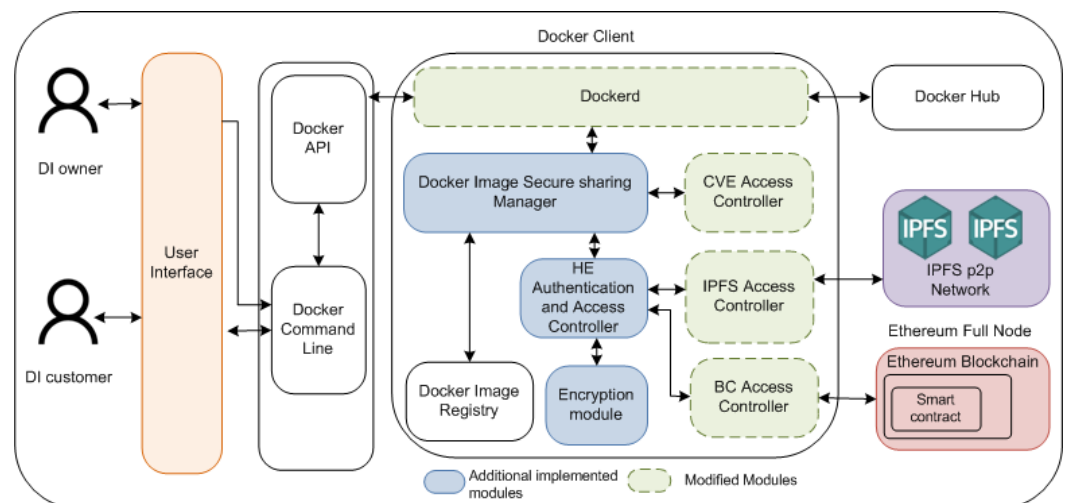 Docker Client
DI owner
DI customer
User
Interface
Docker
API
Docker
Command
Line
Dockerd
Docker Hub
Docker Image Secure sharing
Manager
CVE Access
Controller
HE
Authentication
and Access
Controller
IPFS Access
Controller
IPFS
IPFS
IPFS p2p
Network
Docker Image
Registry
Encryption
module
BC Access
Controller
Ethereum Full Node
Ethereum Blockchain
Smart
contract
Additional implemented
modules
Modified Modules